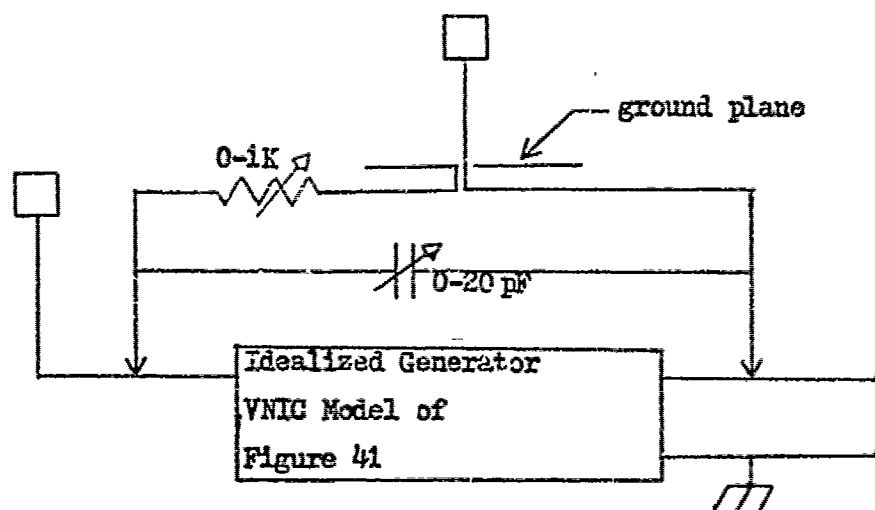 ground plane
0-1K
0-20 pF
Idealized Generator
VNIC Model of
Figure 41